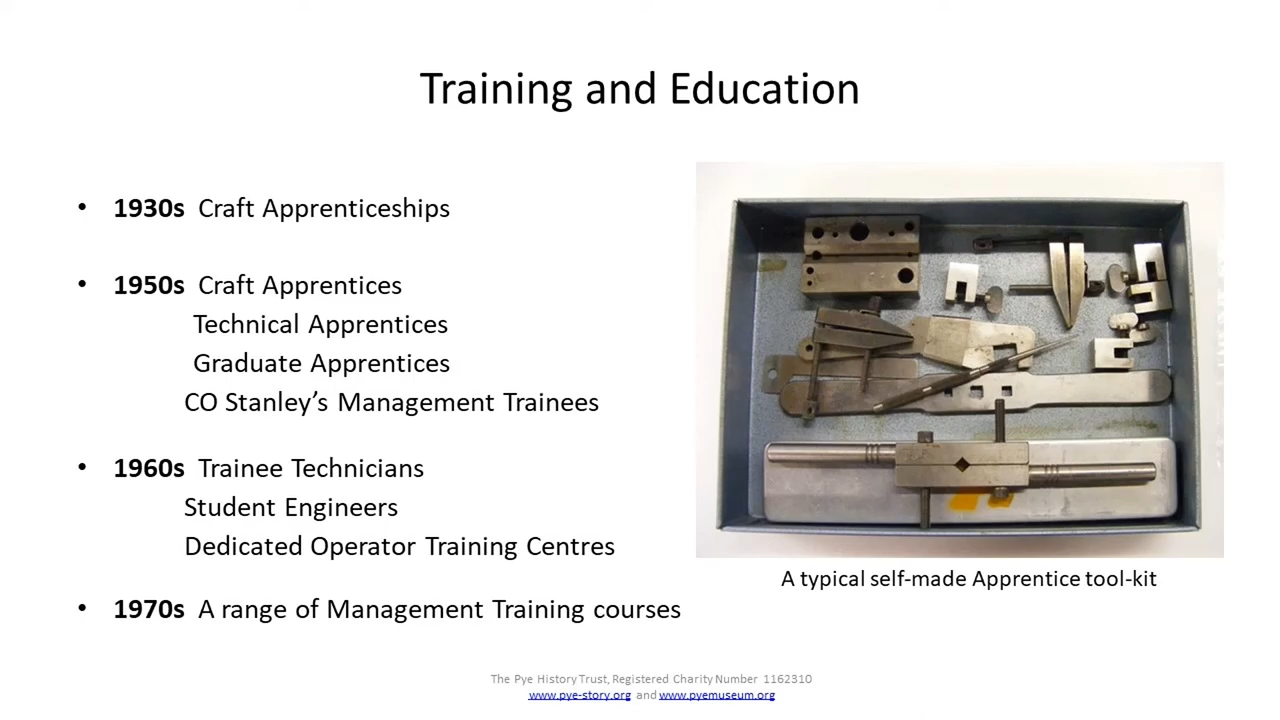 Training and Education
• 1930s Craft Apprenticeships
• 1950s Craft Apprentices
Technical Apprentices
Graduate Apprentices
CO Stanley’s Management Trainees
• 1960s Trainee Technicians
Student Engineers
Dedicated Operator Training Centres
• 1970s A range of Management Training courses
A typical self-made Apprentice tool-kit
The Pye History Trust, Registered Charity Number 1162310
www.pye-story.org and www.pyemuseum.org